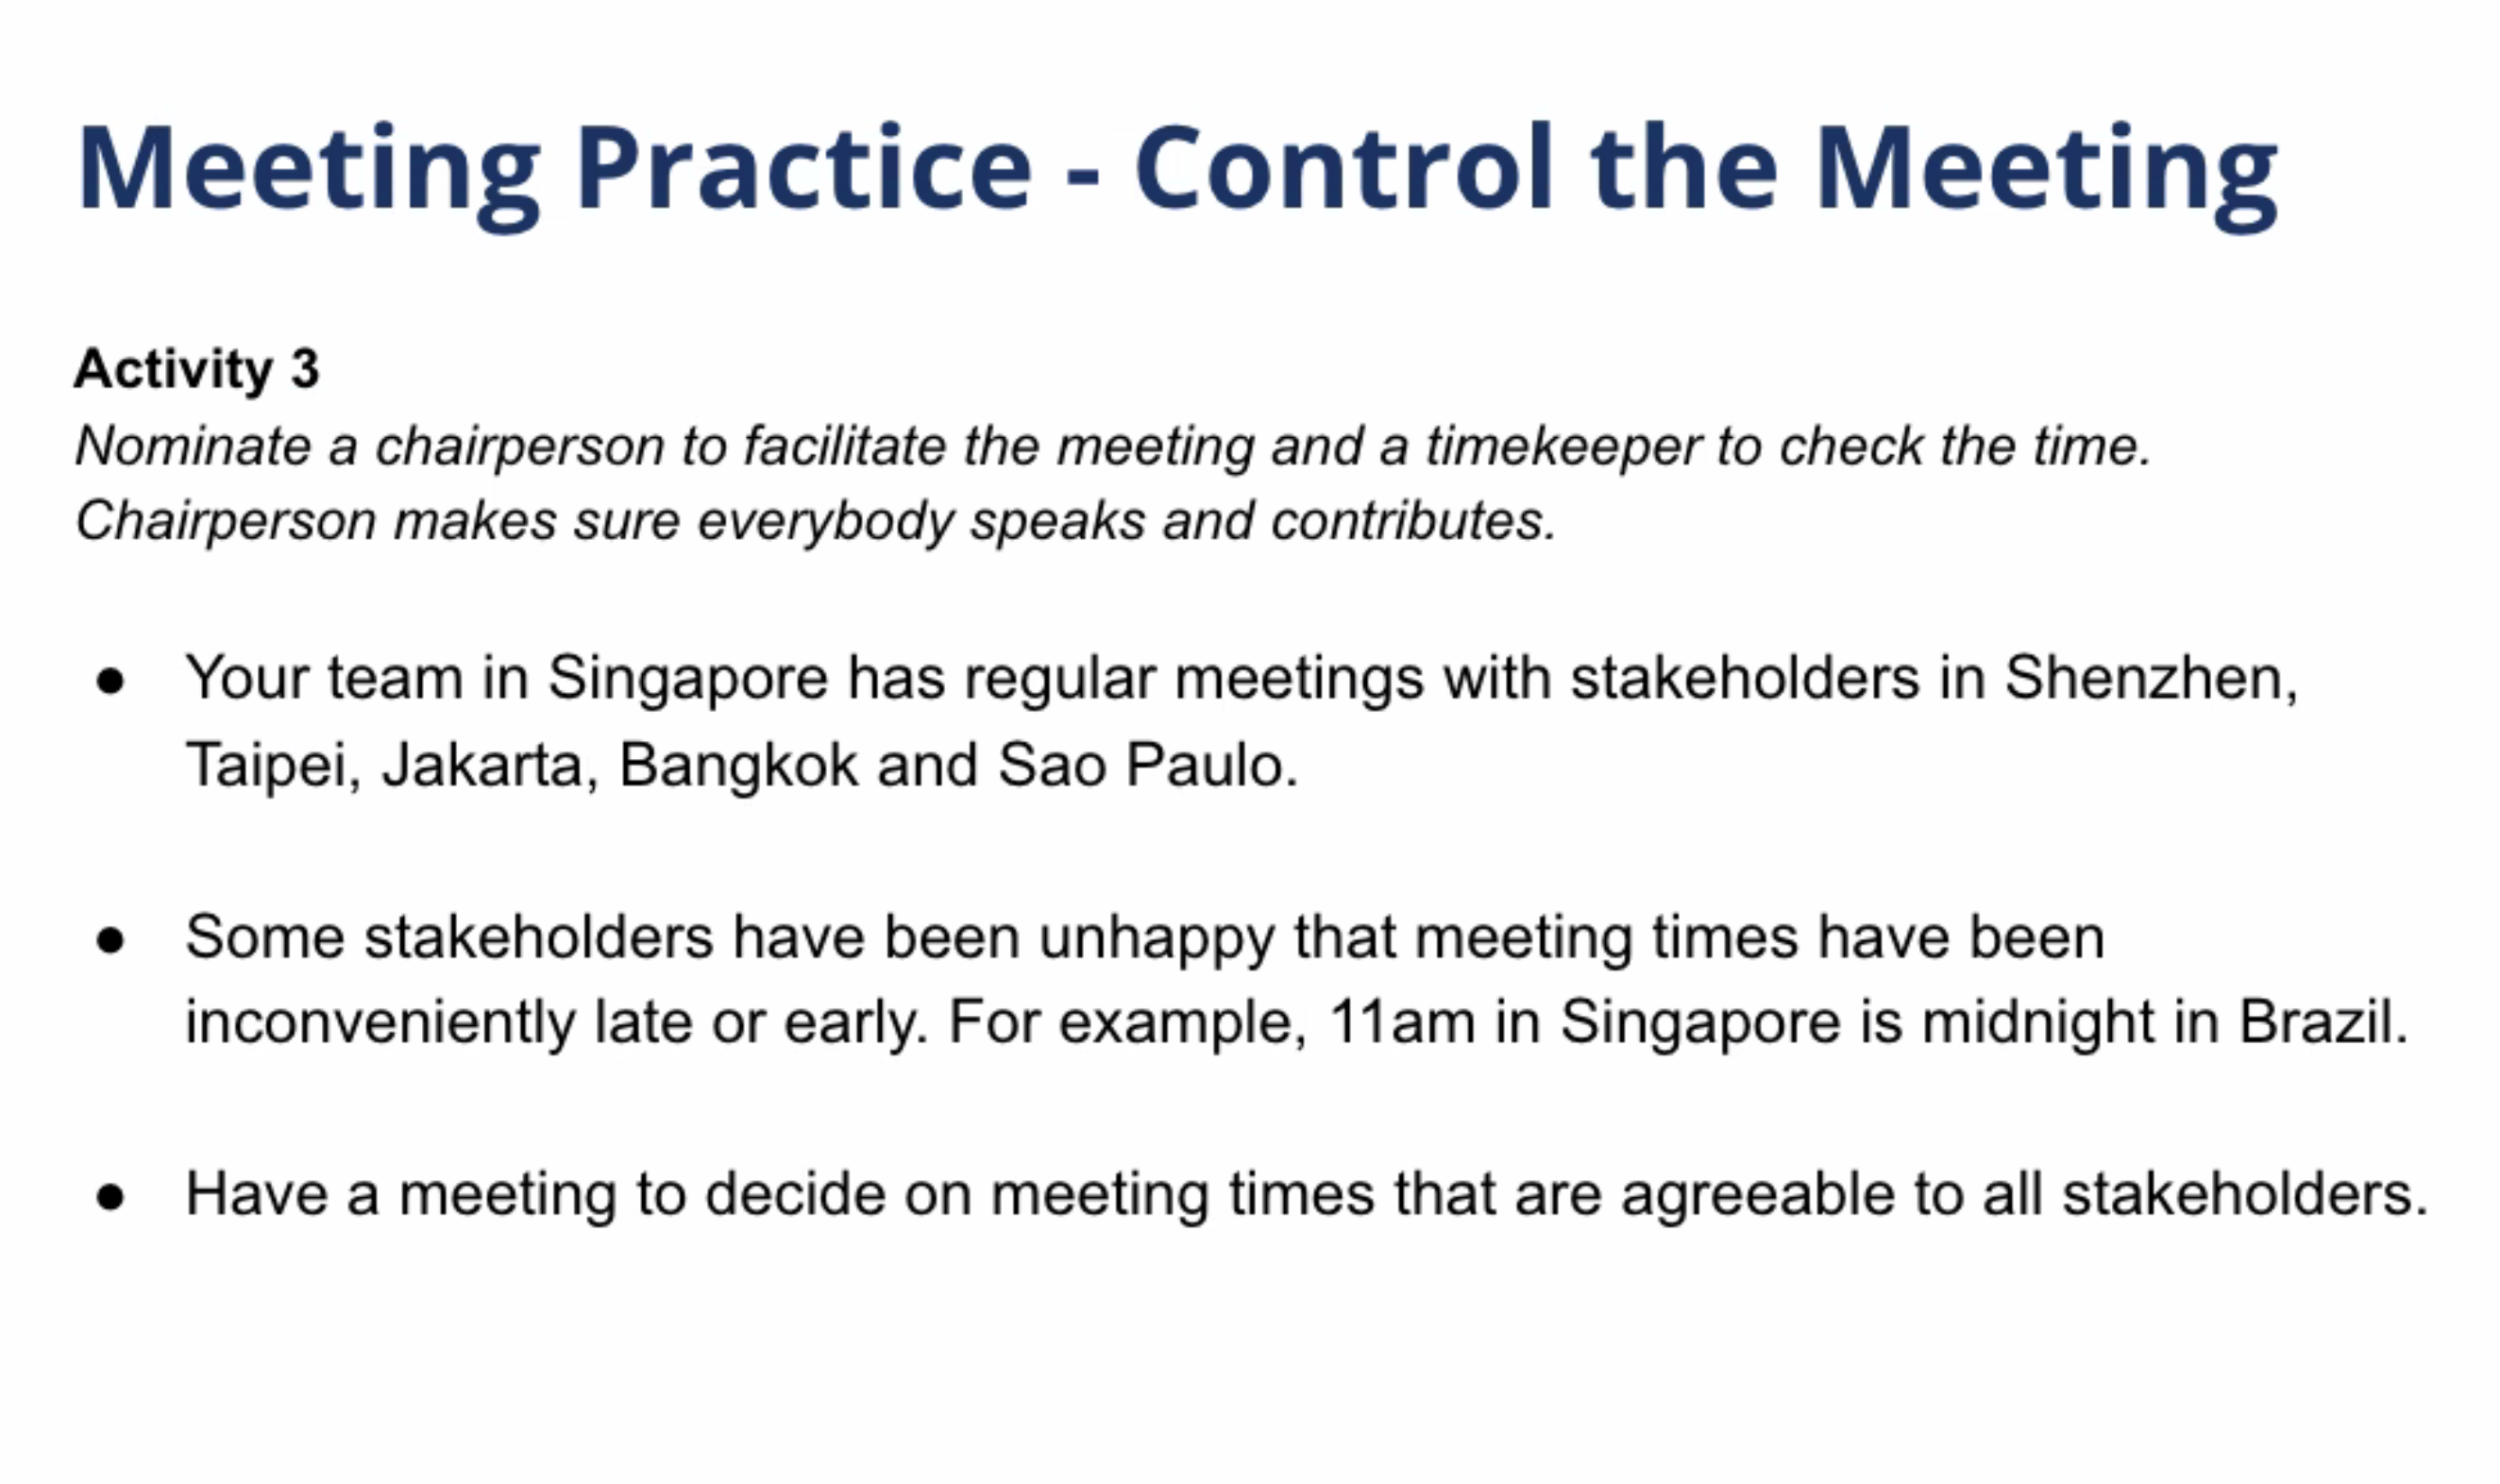 Meeting Practice - Control the Meeting
Activity 3
Nominate a chairperson to facilitate the meeting and a timekeeper to check the time.
Chairperson makes sure everybody speaks and contributes.
● Your team in Singapore has regular meetings with stakeholders in Shenzhen,
Taipei, Jakarta, Bangkok and Sao Paulo.
● Some stakeholders have been unhappy that meeting times have been
inconveniently late or early. For example, 11am in Singapore is midnight in Brazil.
● Have a meeting to decide on meeting times that are agreeable to all stakeholders.